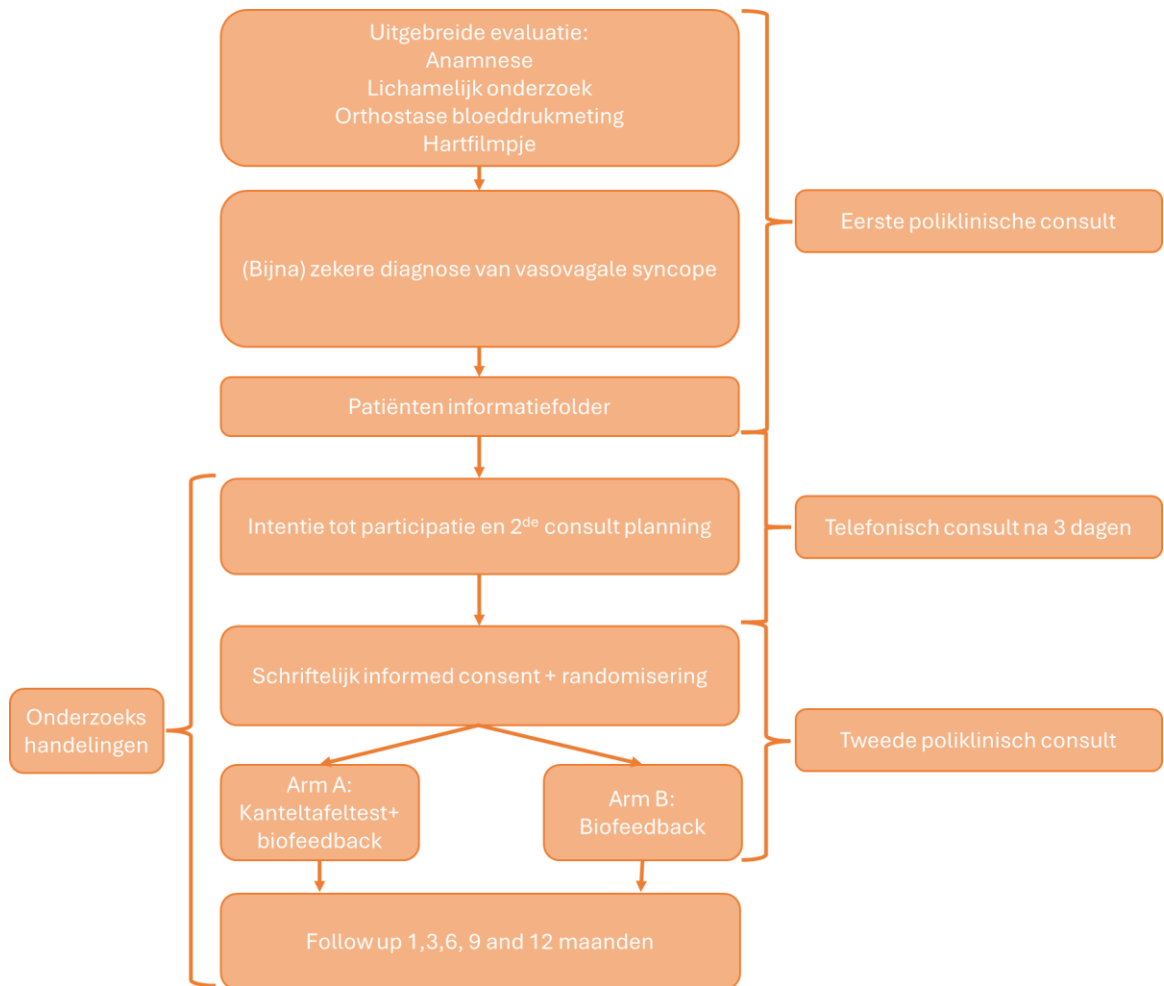 Uitgebreide evaluatie:
Anamnese
Lichamelijk onderzoek
Orthostase bloeddrukmeting
Hartfilmpje
Eerste poliklinische consult
(Bijna) zekere diagnose van vasovagale syncope
Patiënten informatiefolder
Intentie tot participatie en 2de consult planning
Telefonisch consult na 3 dagen
Schriftelijk informed consent + randomisering
Onderzoeks
handelingen
Tweede poliklinisch consult
Arm A:
Kanteltafeltest+
biofeedback
Arm B:
Biofeedback
Follow up 1,3,6, 9 and 12 maanden